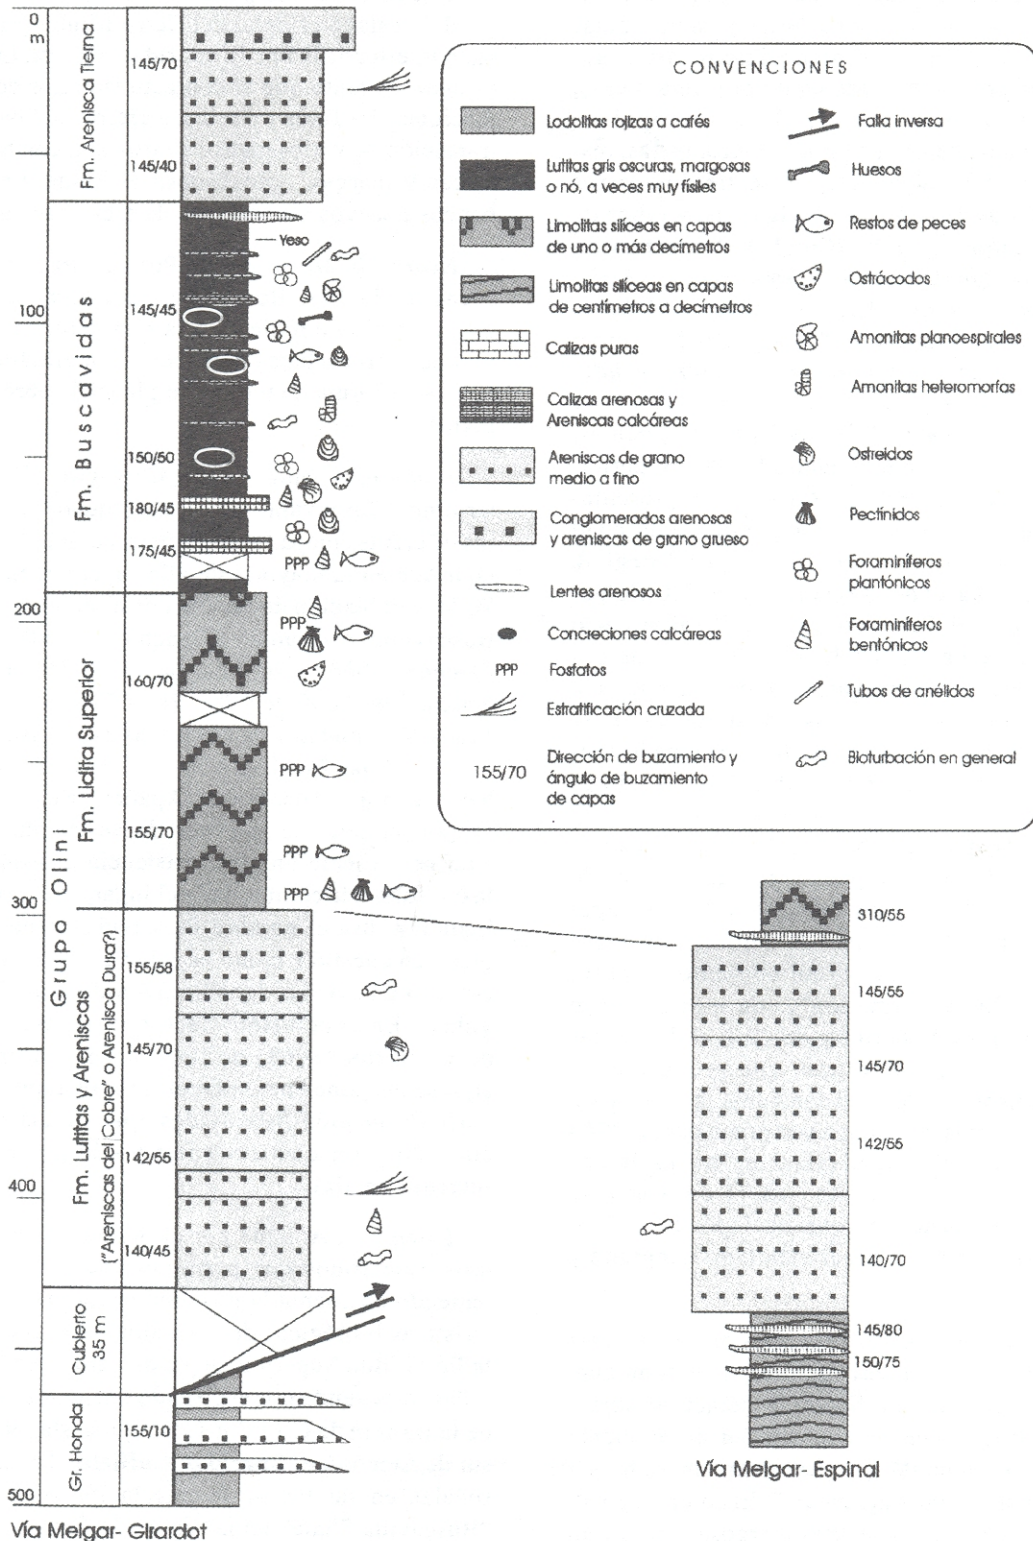 0
m
100
200
300
400
500
Fm. Arenisca Tierna
Fm. Buscavidas
Grupo Olini
Fm. Lidita Superior
Fm. Lutitas y Areniscas
("Areniscas del Cobre" o Arenisca Dura?)
Cubierto
35 m
Gr. Honda
145/70
145/40
145/45
150/50
180/45
175/45
160/70
155/70
155/58
145/70
142/55
140/45
155/10
Yeso
PPP
PPP
PPP
PPP
PPP
Vía Melgar- Girardot
CONVENCIONES
Lodolitas rojizas a cafés
Lutitas gris oscuras, margosas
o nó, a veces muy físiles
Limolitas silíceas en capas
de uno o más decímetros
Limolitas silíceas en capas
de centímetros a decímetros
Calizas puras
Calizas arenosas y
Areniscas calcáreas
Areniscas de grano
medio a fino
Conglomerados arenosos
y areniscas de grano grueso
Lentes arenosos
Concreciones calcáreas
PPP Fosfatos
Estratificación cruzada
155/70
Dirección de buzamiento y
ángulo de buzamiento
de capas
Falla inversa
Huesos
Restos de peces
Ostrácodos
Amonitas planoespirales
Amonitas heteromorfas
Ostreidos
Pectínidos
Foraminíferos
plantónicos
Foraminíferos
bentónicos
Tubos de anélidos
Bioturbación en general
310/55
145/55
145/70
142/55
140/70
145/80
150/75
Vía Melgar- Espinal